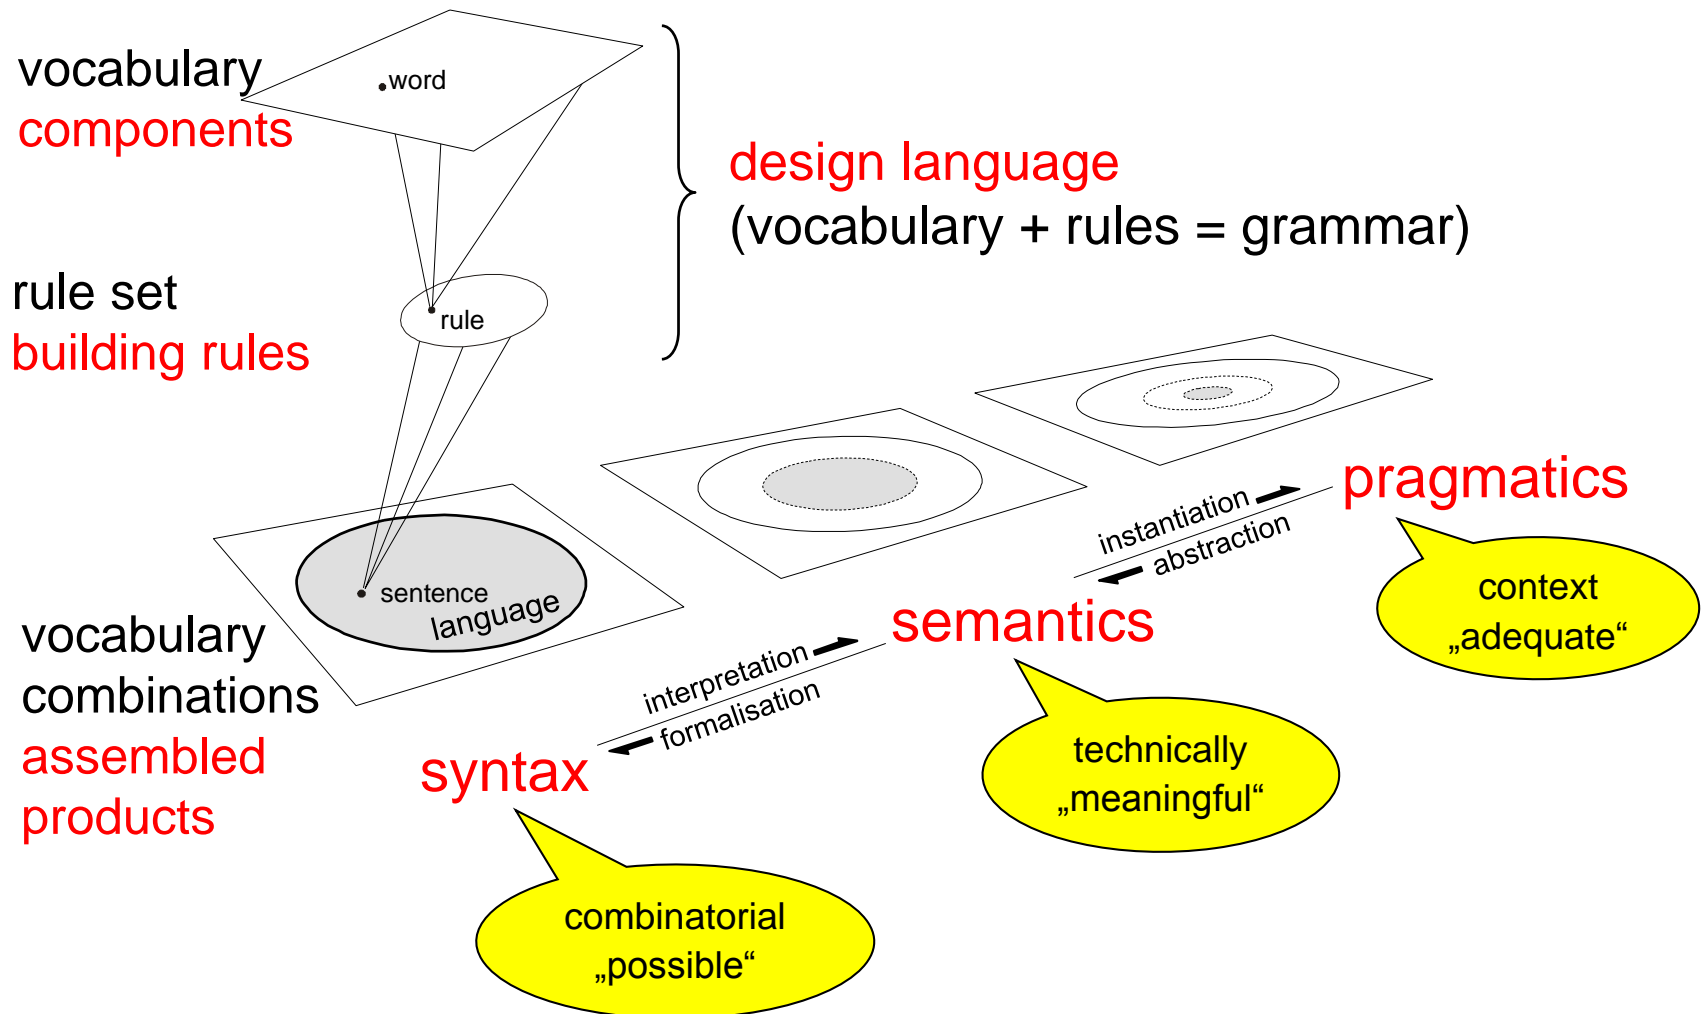 vocabulary
components
word
design language
(vocabulary + rules = grammar)
rule set
building rules
rule
sentence
language
vocabulary
combinations
assembled
products
syntax
interpretation
formalisation
semantics
instantiation
abstraction
pragmatics
combinatorial
„possible“
technically
„meaningful“
context
„adequate“